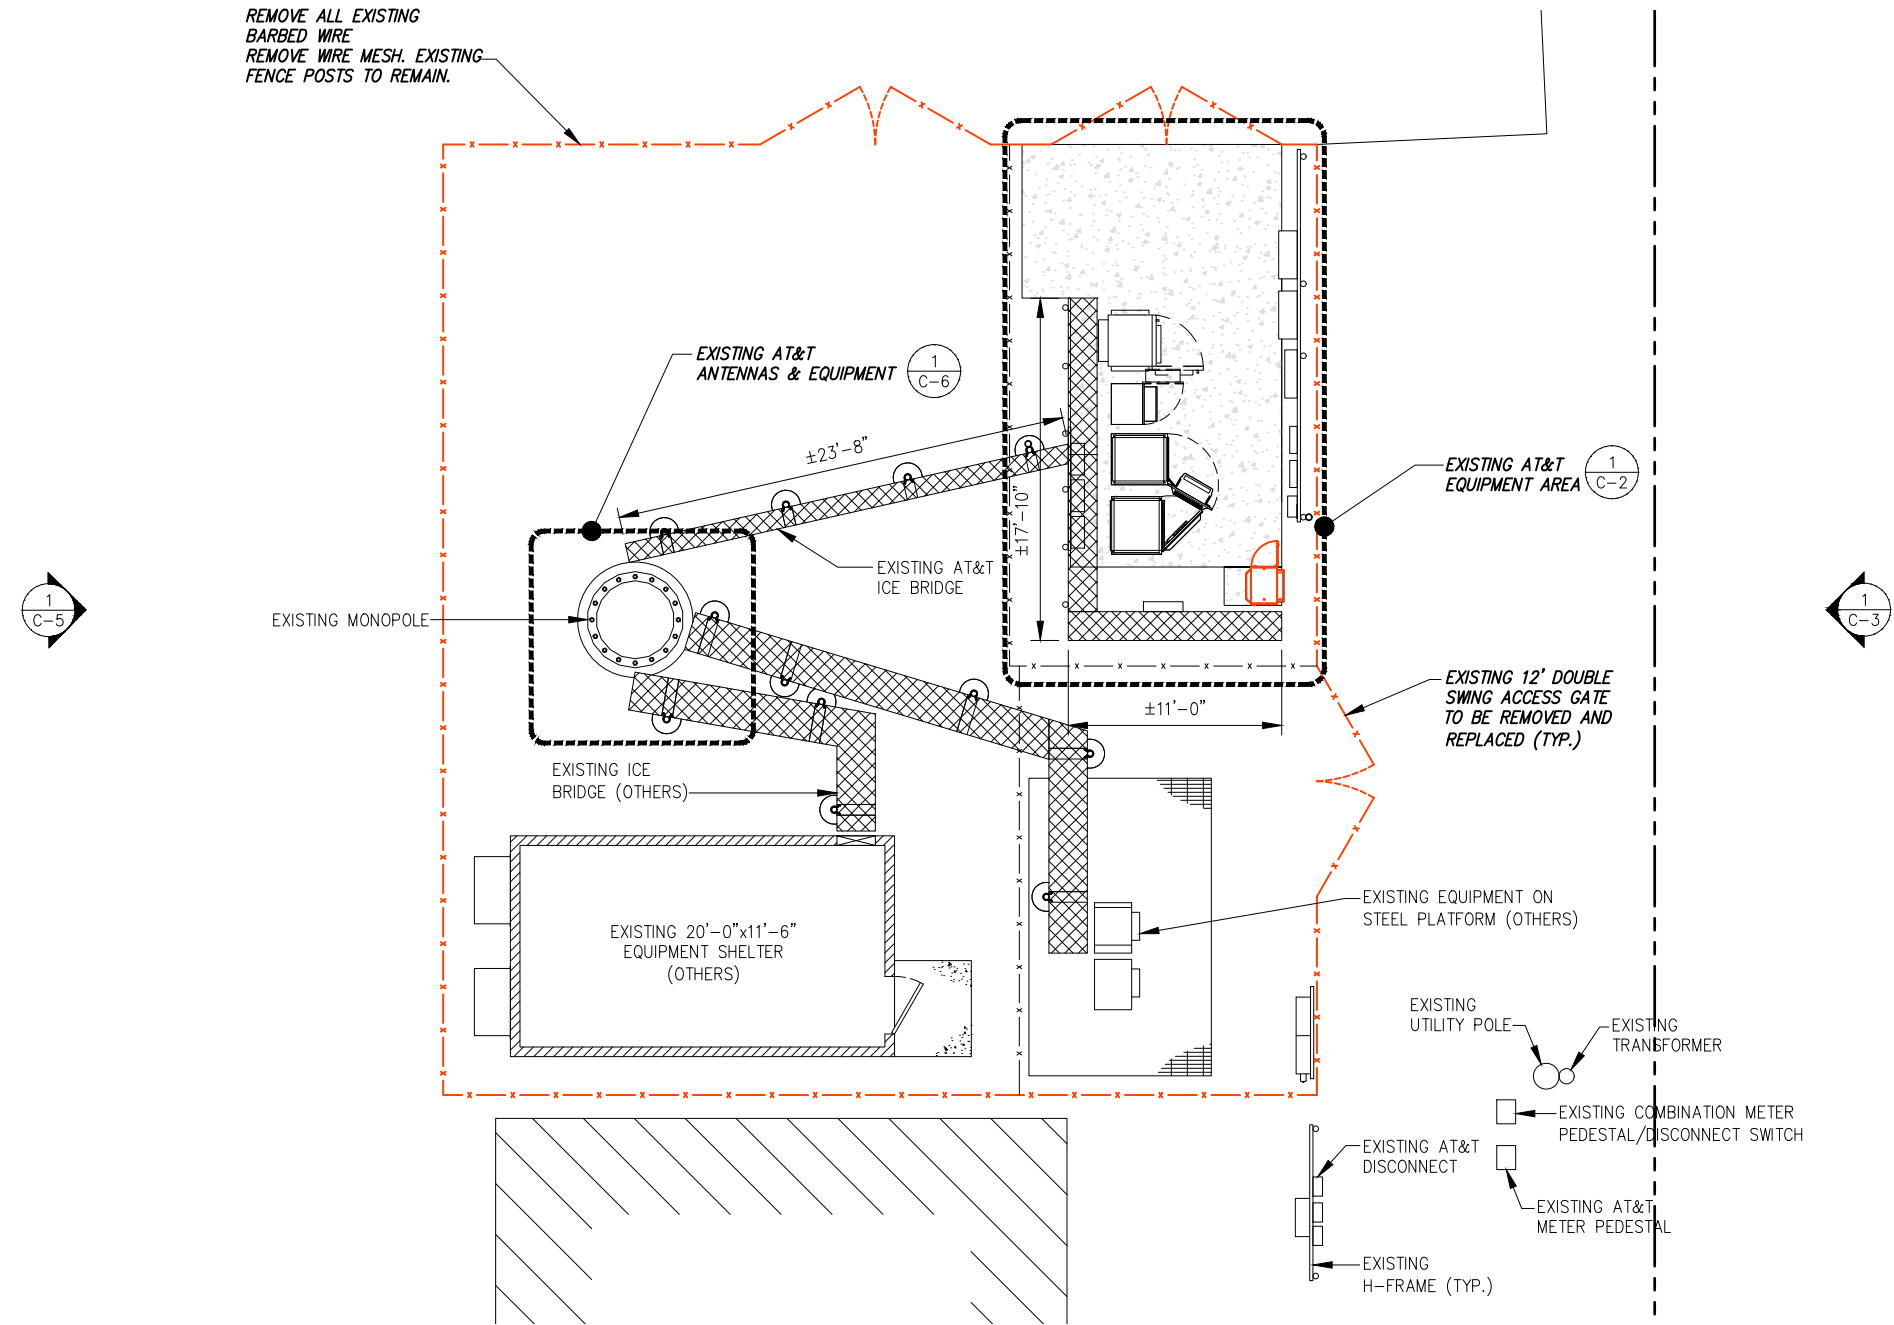 REMOVE ALL EXISTING
BARBED WIRE
REMOVE WIRE MESH. EXISTING
FENCE POSTS TO REMAIN.
EXISTING AT&T
ANTENNAS & EQUIPMENT
1
C-6
±23'-8"
±17'-10"
EXISTING AT&T
EQUIPMENT AREA
1
C-2
EXISTING AT&T
ICE BRIDGE
1
C-5
EXISTING MONOPOLE
1
C-3
EXISTING 12' DOUBLE
SWING ACCESS GATE
TO BE REMOVED AND
REPLACED (TYP.)
±11'-0"
EXISTING ICE
BRIDGE (OTHERS)
EXISTING EQUIPMENT ON
STEEL PLATFORM (OTHERS)
EXISTING 20'-0"x11'-6"
EQUIPMENT SHELTER
(OTHERS)
EXISTING
UTILITY POLE
EXISTING
TRANSFORMER
EXISTING COMBINATION METER
PEDESTAL/DISCONNECT SWITCH
EXISTING AT&T
DISCONNECT
EXISTING AT&T
METER PEDESTAL
EXISTING
H-FRAME (TYP.)